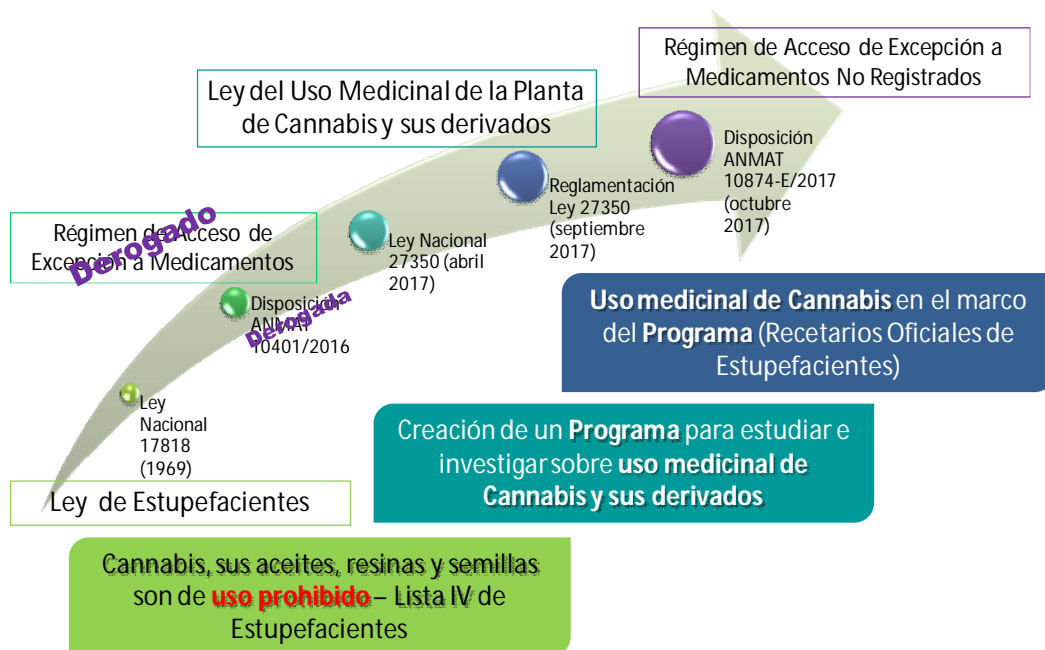 Régimen de Acceso de Excepción a
Medicamentos No Registrados
Ley del Uso Medicinal de la Planta
de Cannabis y sus derivados
Disposición
ANMAT
10874-E/2017
(octubre
2017)
Reglamentación
Ley 27350
(septiembre
2017)
Derogado
Régimen de Acceso de
Excepción a Medicamentos
Ley Nacional
27350 (abril
2017)
Disposición
ANMAT
10401/2016
Derogada
Uso medicinal de Cannabis en el marco
del Programa (Recetarios Oficiales de
Estupefacientes)
Ley
Nacional
17818
(1969)
Creación de un Programa para estudiar e
investigar sobre uso medicinal de
Cannabis y sus derivados
Ley de Estupefacientes
Cannabis, sus aceites, resinas y semillas
son de uso prohibido – Lista IV de
Estupefacientes